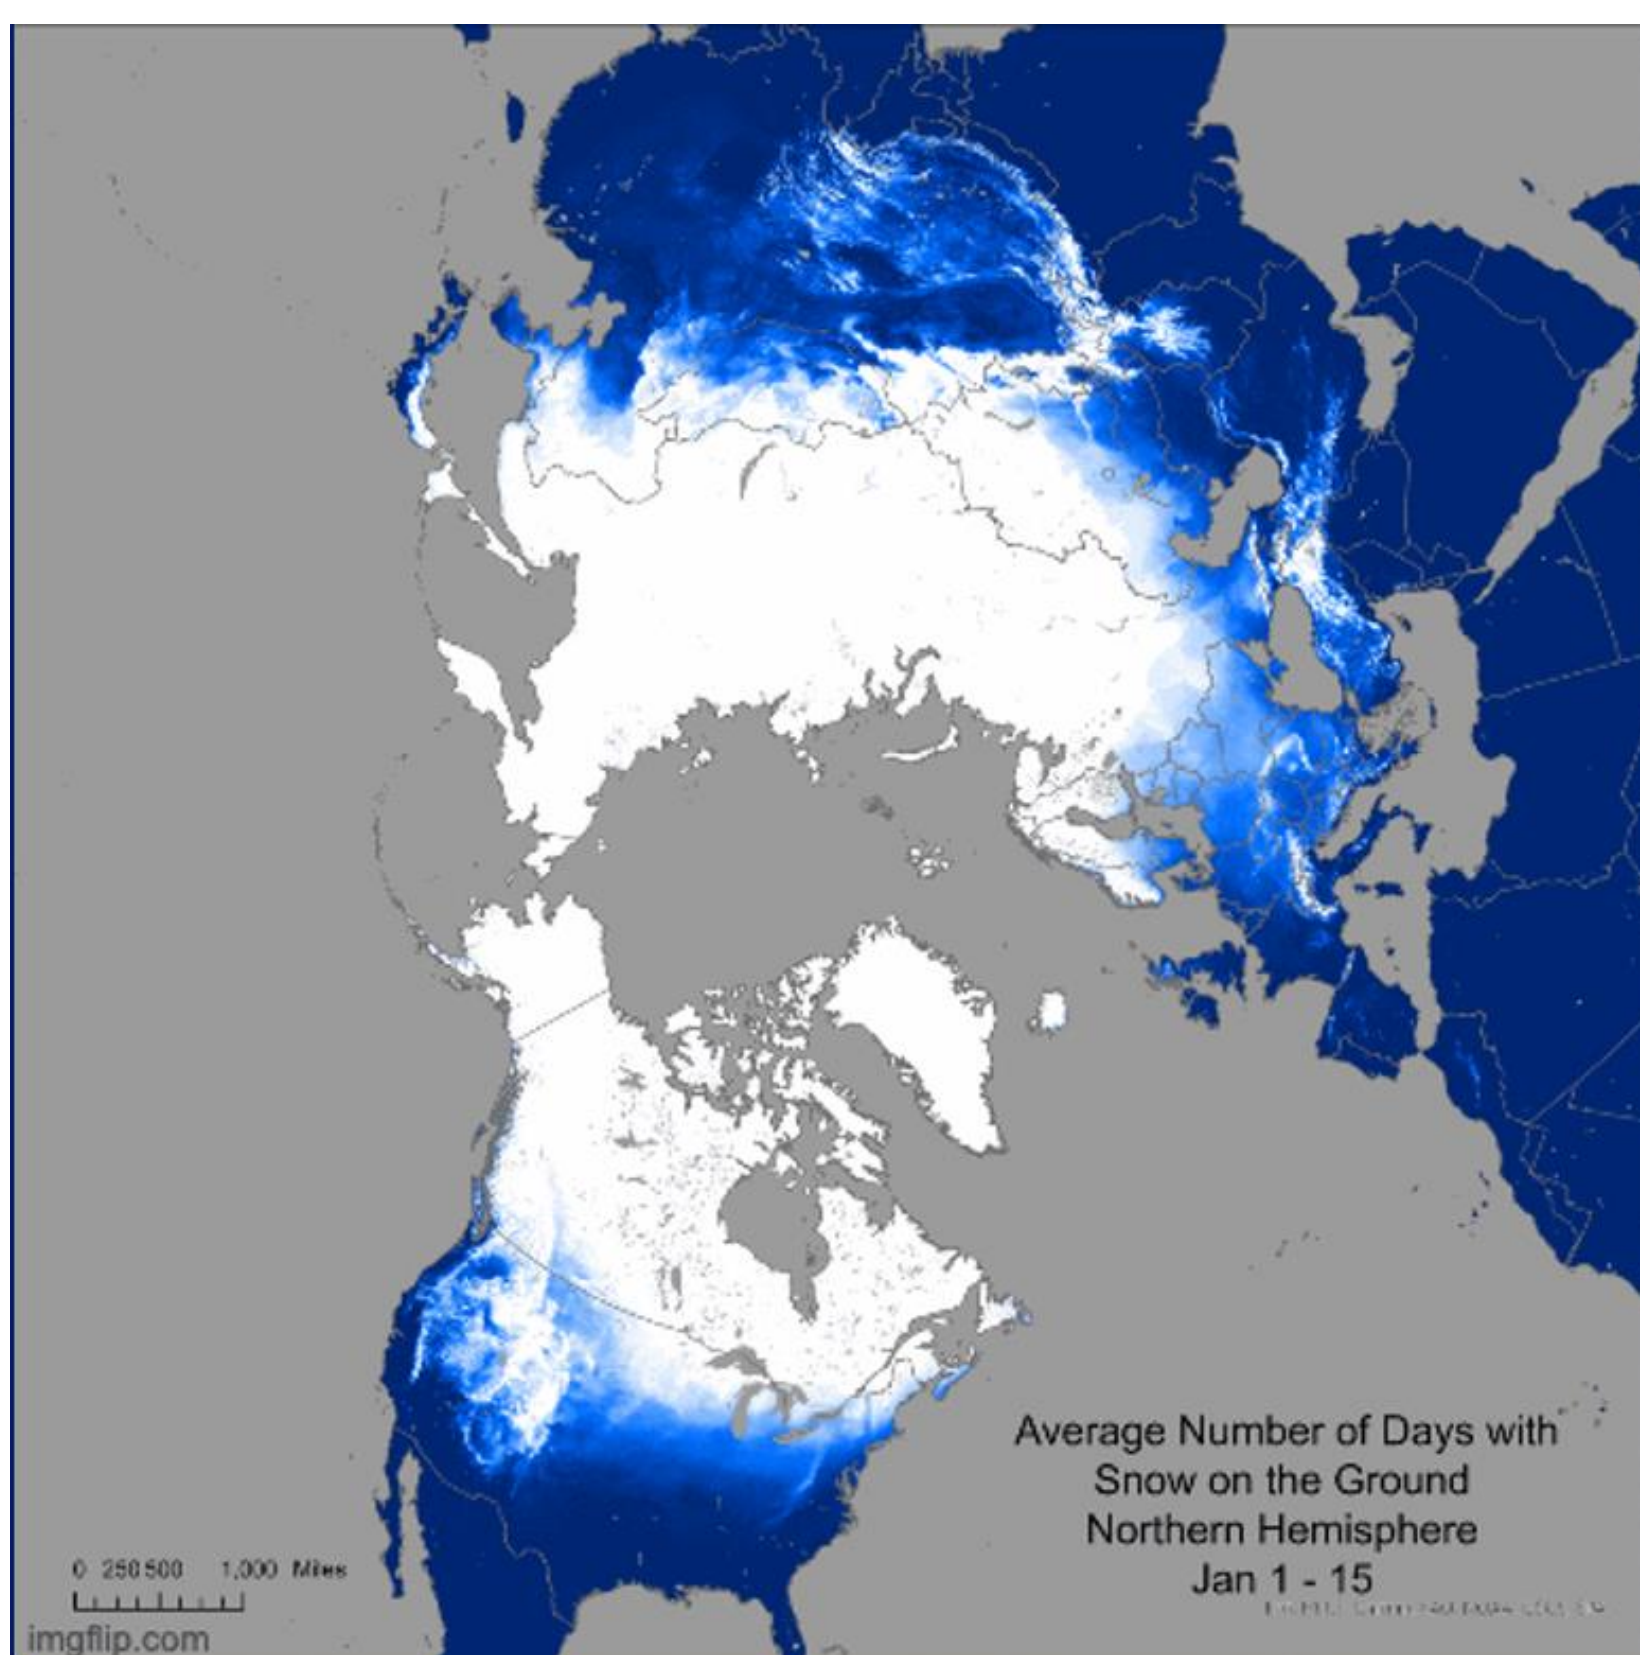 Average Number of Days with
Snow on the Ground
Northern Hemisphere
Jan 1 - 15
0 250 500 1,000 Miles
imgflip.com